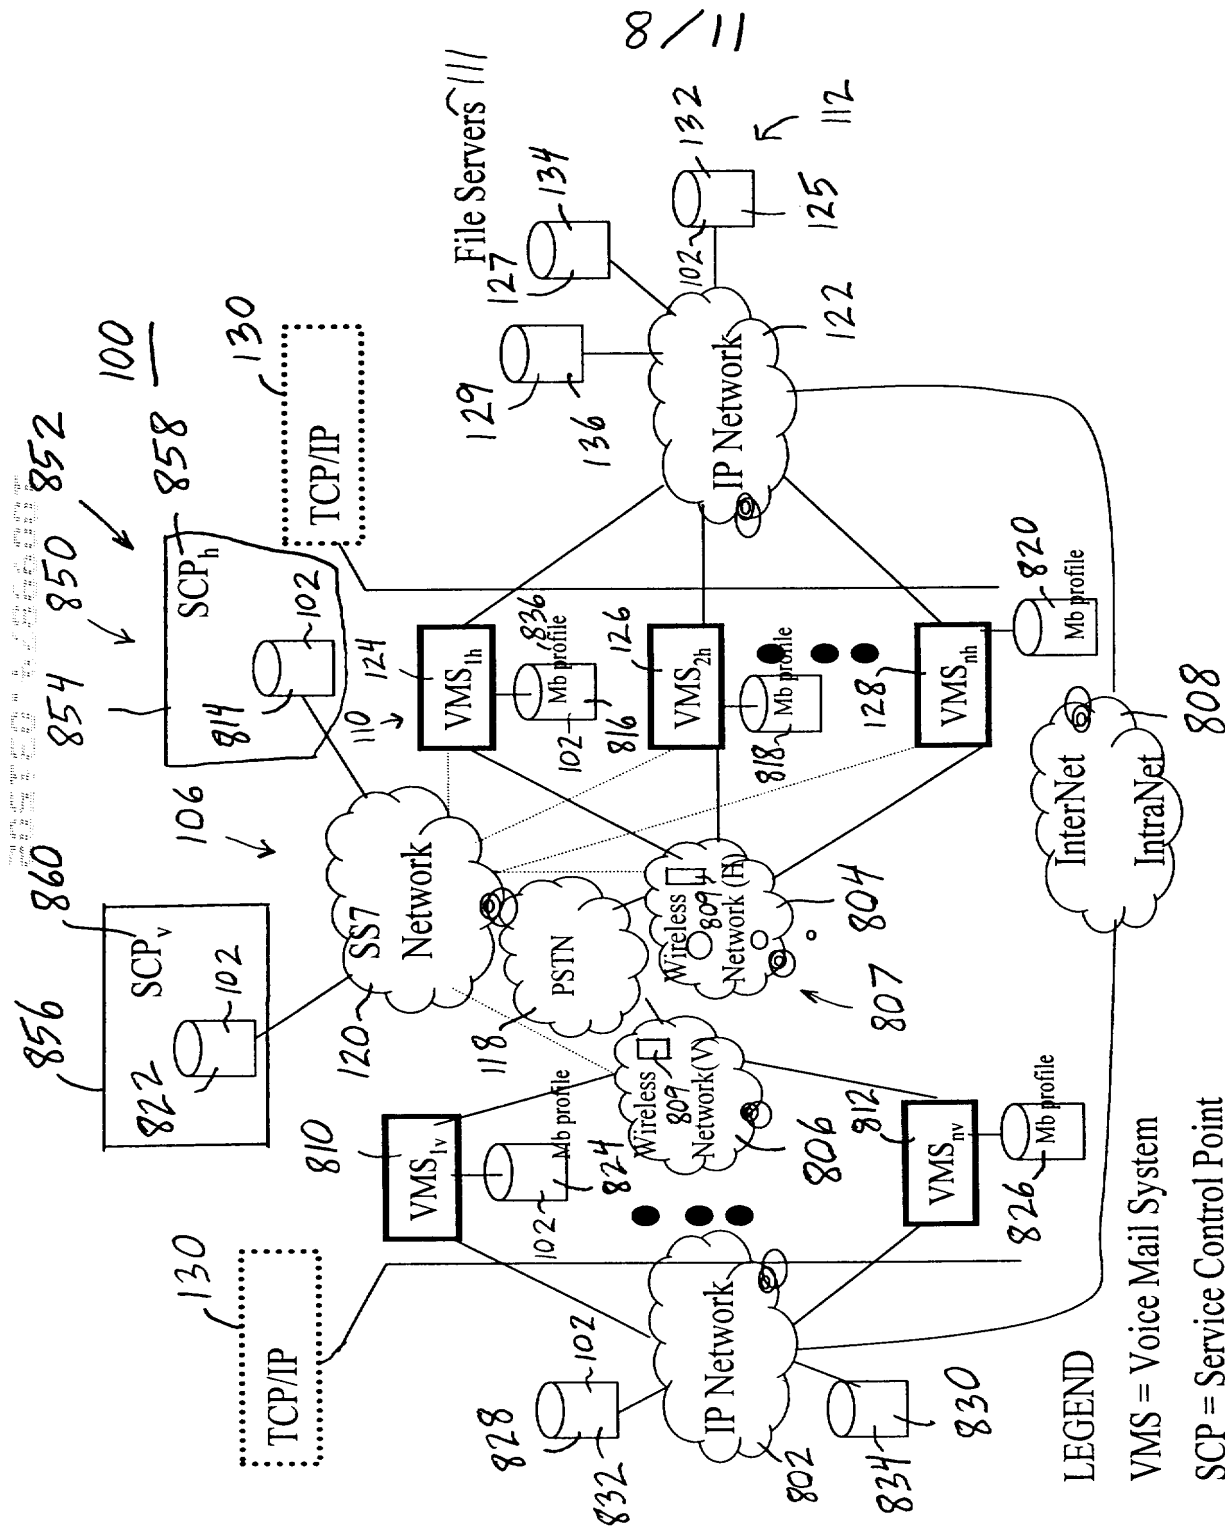 8/11
100
130
TCP/IP
852
850
854
SCPh
858
102
814
File Servers 111
127
134
129
136
102
132
125
112
IP Network
122
106
110
124
VMS1h
836
Mb profile
102
816
126
VMS2h
818
Mb profile
128
VMSnh
820
Mb profile
856
860
SCPv
102
822
SS7
Network
120
PSTN
118
Wireless
809
Network (H)
804
807
InterNet
IntraNet
808
130
TCP/IP
810
VMS1v
Mb profile
102
824
Wireless
809
Network(V)
806
812
VMSnv
826
Mb profile
IP Network
802
828
102
832
834
830
LEGEND
VMS = Voice Mail System
SCP = Service Control Point